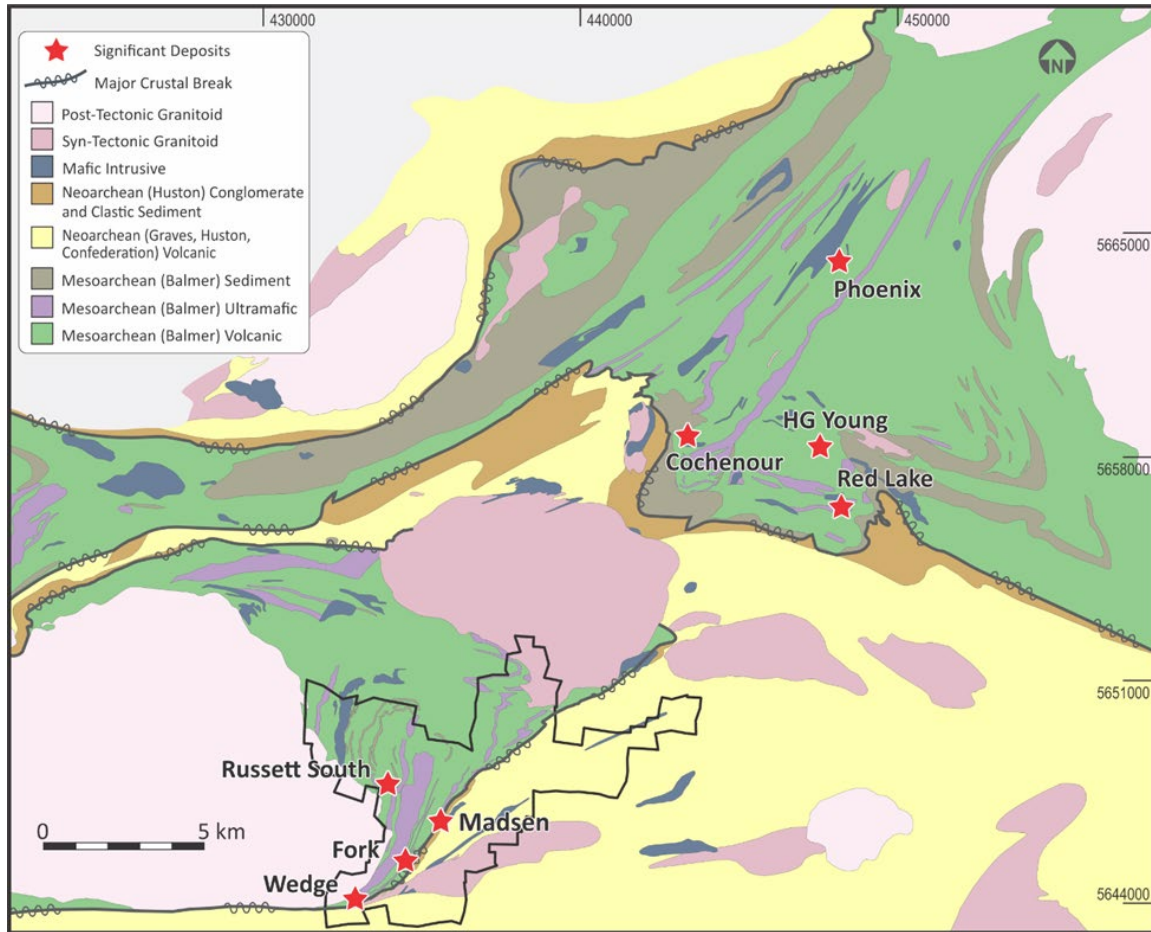 430000
440000
450000
Significant Deposits
Major Crustal Break
Post-Tectonic Granitoid
Syn-Tectonic Granitoid
Mafic Intrusive
Neoarchean (Huston) Conglomerate
and Clastic Sediment
Neoarchean (Graves, Huston,
Confederation) Volcanic
Mesoarchean (Balmer) Sediment
Mesoarchean (Balmer) Ultramafic
Mesoarchean (Balmer) Volcanic
N
5665000
Phoenix
HG Young
Cochenour
5658000
Red Lake
5651000
Russett South
Madsen
0
5 km
Fork
Wedge
5644000